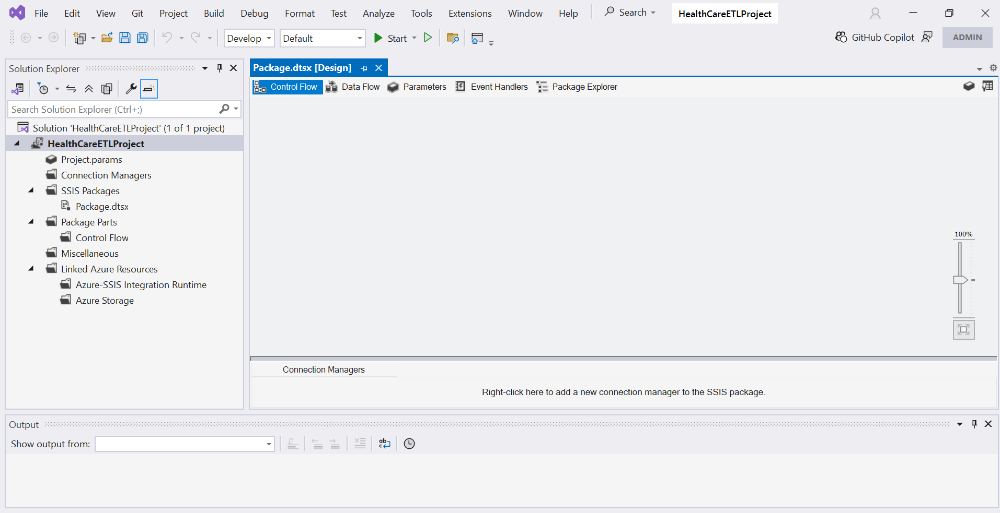 File Edit View Git Project Build Debug Format Test Analyze Tools Extensions Window Help Search HealthCareETLProject
Develop Default Start GitHub Copilot ADMIN
Solution Explorer
Search Solution Explorer (Ctrl+;)
Solution 'HealthCareETLProject' (1 of 1 project)
HealthCareETLProject
Project.params
Connection Managers
SSIS Packages
Package.dtsx
Package Parts
Control Flow
Miscellaneous
Linked Azure Resources
Azure-SSIS Integration Runtime
Azure Storage
Package.dtsx [Design]
Control Flow Data Flow Parameters Event Handlers Package Explorer
100%
Connection Managers
Right-click here to add a new connection manager to the SSIS package.
Output
Show output from: